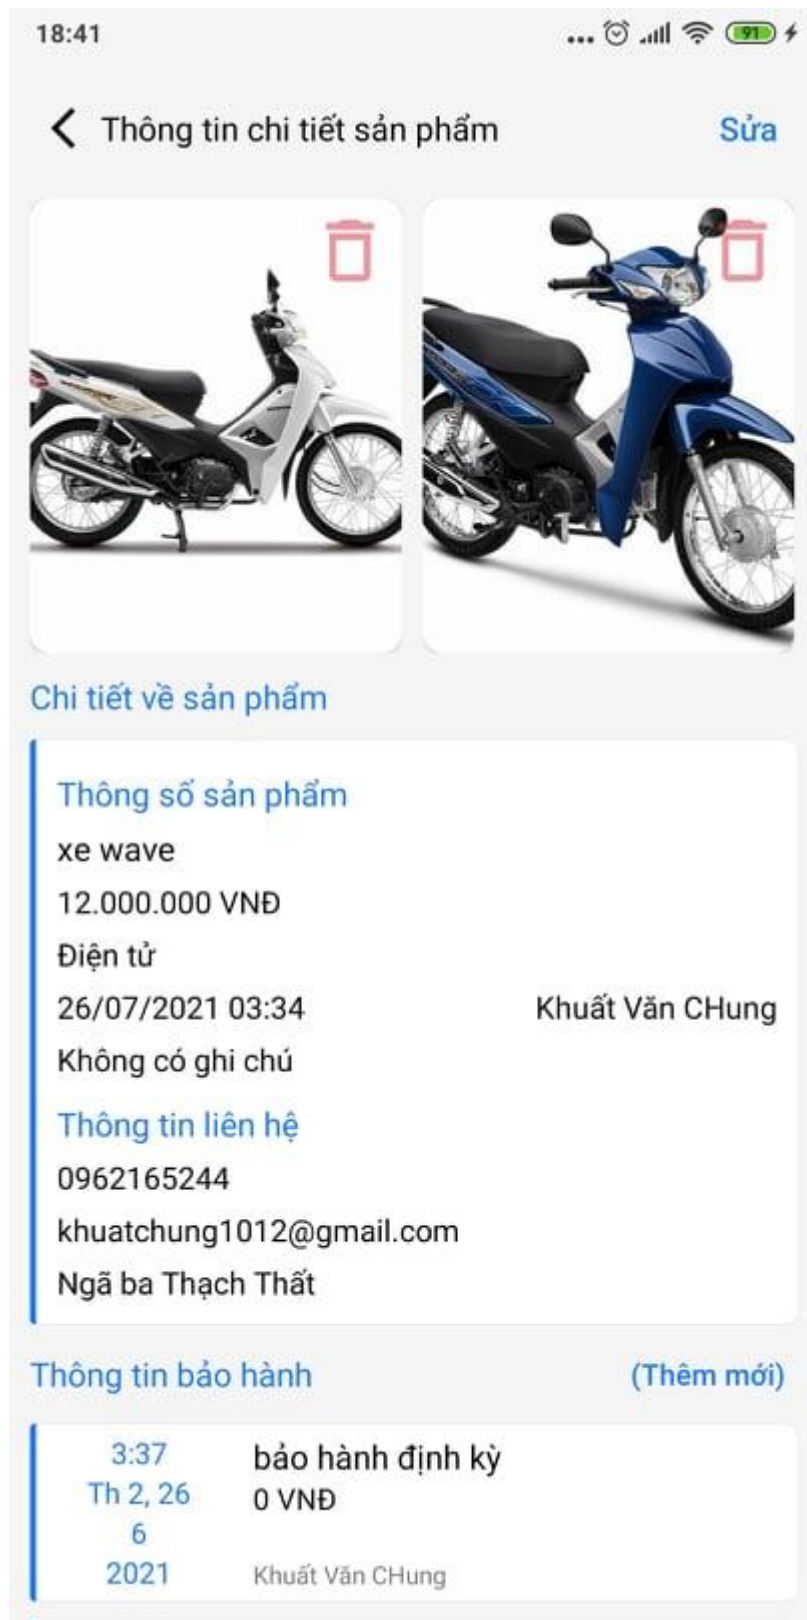 18:41
91
Thông tin chi tiết sản phẩm
Sửa
Chi tiết về sản phẩm
Thông số sản phẩm
xe wave
12.000.000 VNĐ
Điện tử
26/07/2021 03:34
Khuất Văn CHung
Không có ghi chú
Thông tin liên hệ
0962165244
khuatchung1012@gmail.com
Ngã ba Thạch Thất
Thông tin bảo hành
(Thêm mới)
3:37
Th 2, 26
6
2021
bảo hành định kỳ
0 VNĐ
Khuất Văn CHung